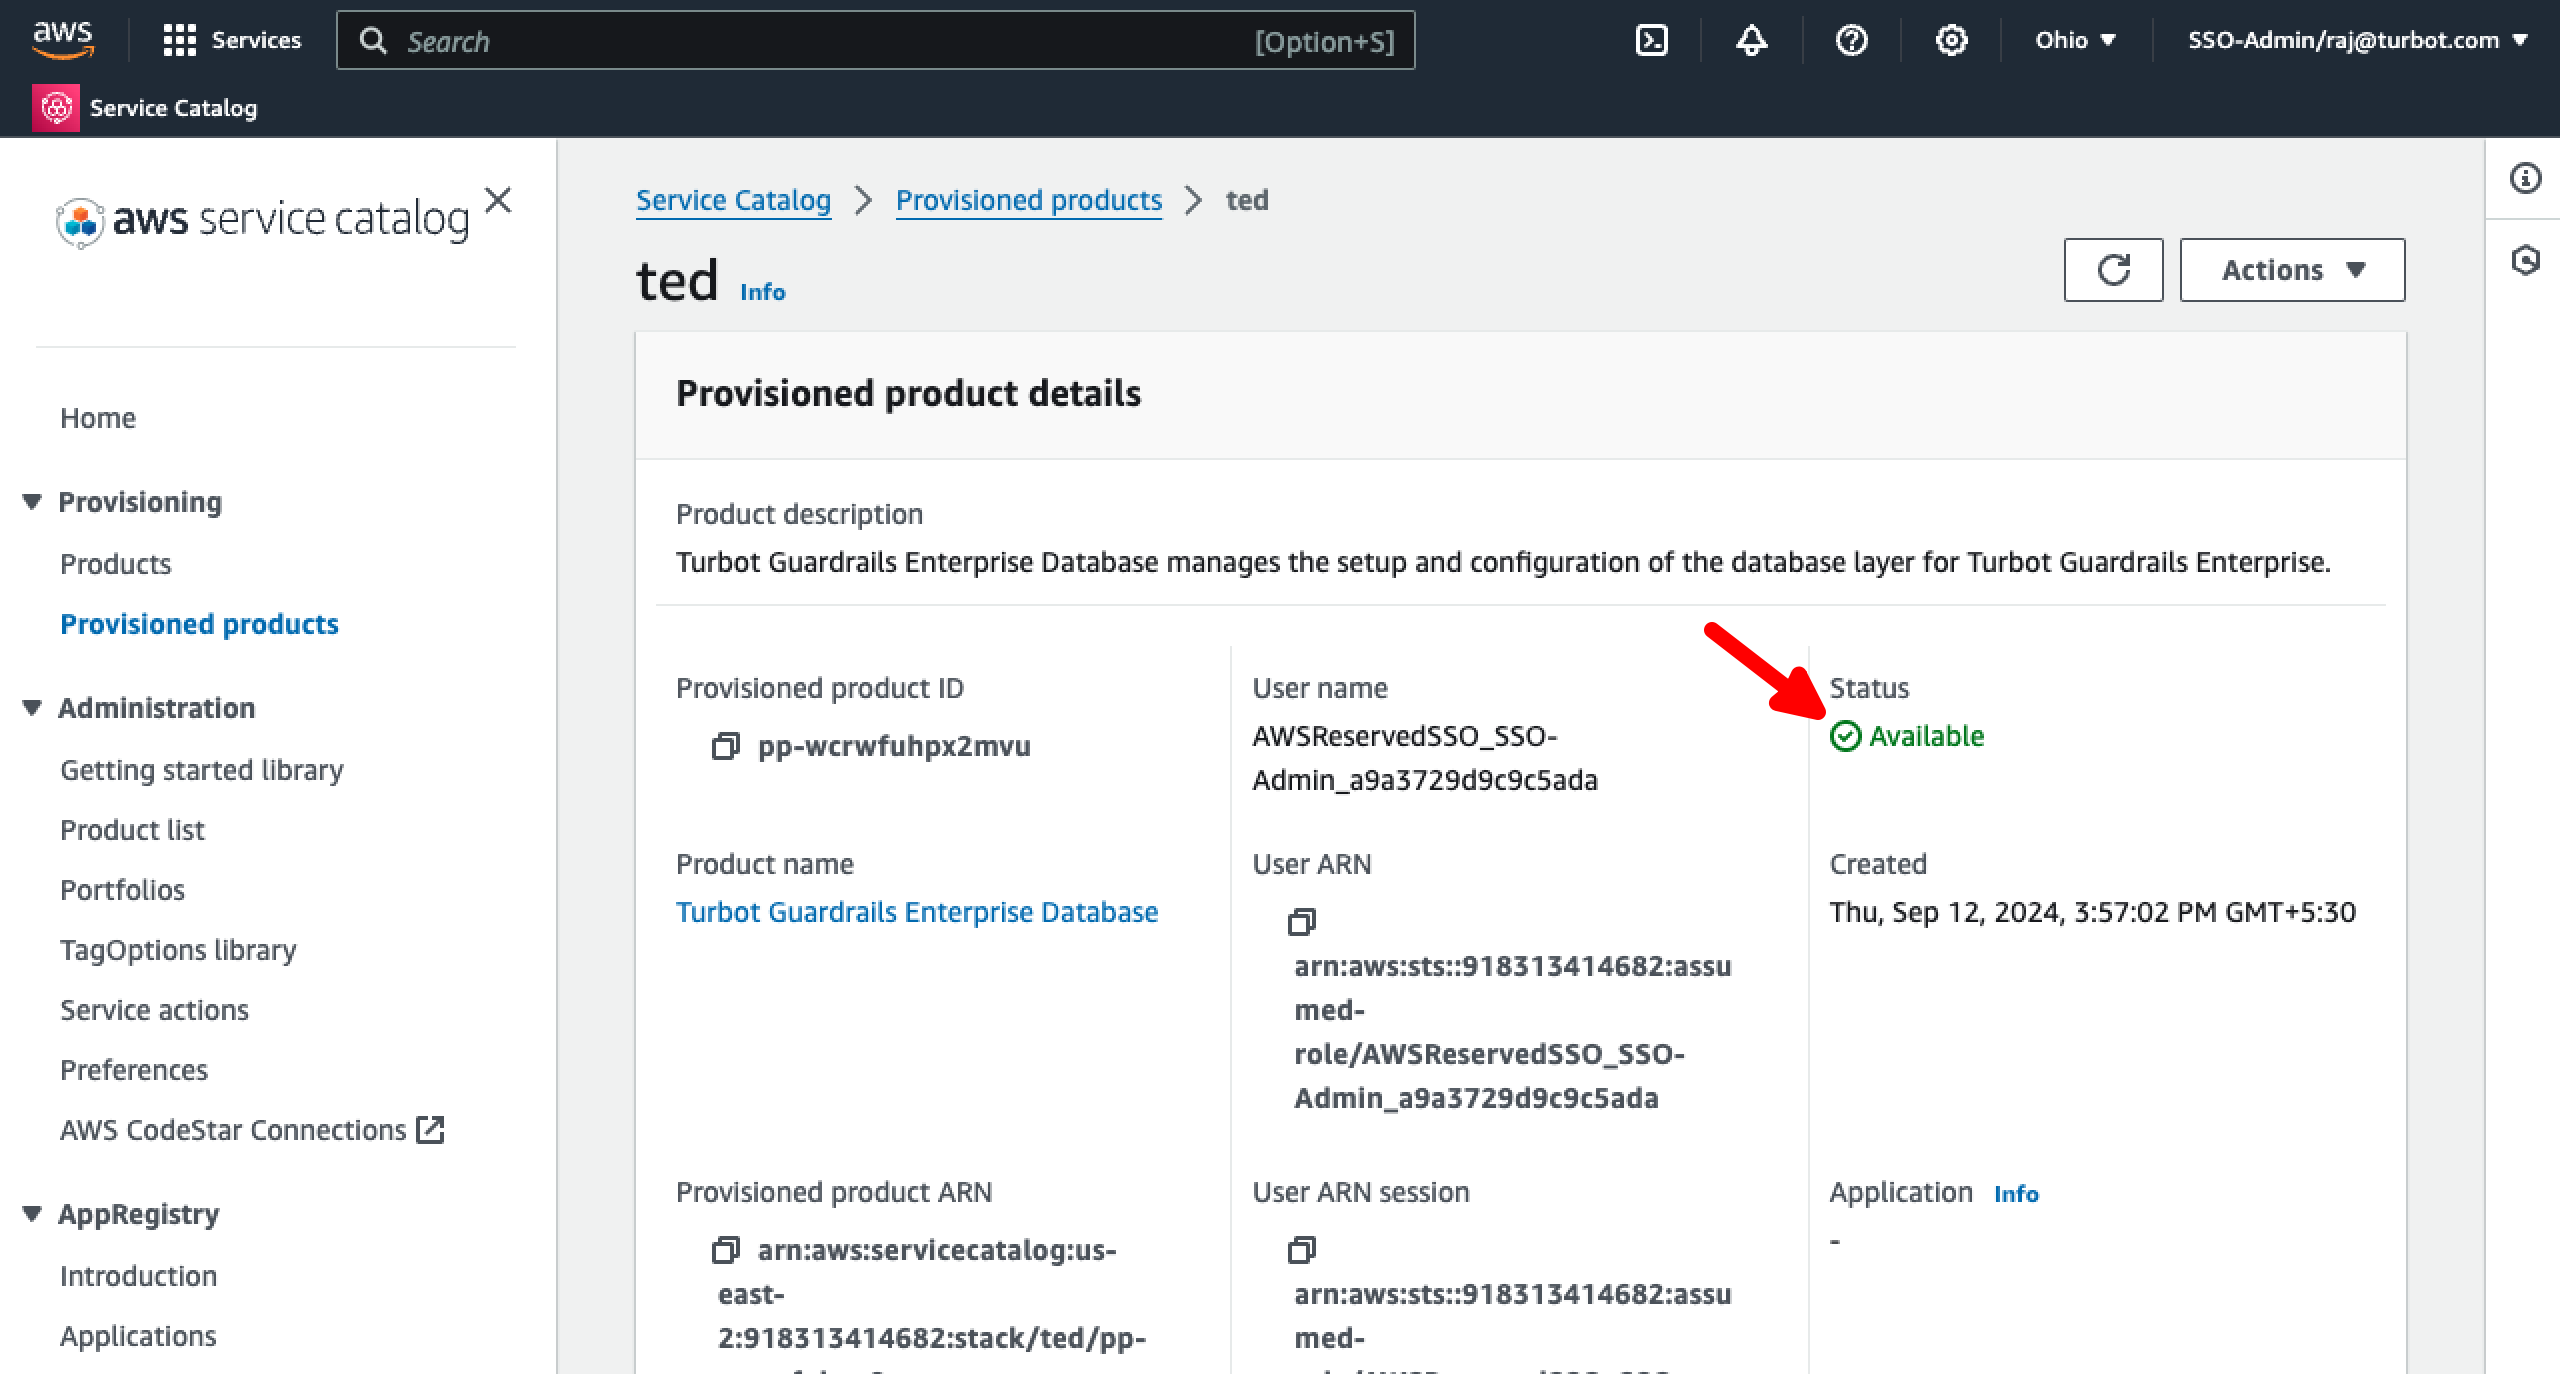 aws
Services
Search
[Option+S]
Ohio
SSO-Admin/raj@turbot.com
Service Catalog
aws service catalog
Home
Provisioning
Products
Provisioned products
Administration
Getting started library
Product list
Portfolios
TagOptions library
Service actions
Preferences
AWS CodeStar Connections
AppRegistry
Introduction
Applications
Service Catalog
Provisioned products
ted
ted Info
Actions
Provisioned product details
Product description
Turbot Guardrails Enterprise Database manages the setup and configuration of the database layer for Turbot Guardrails Enterprise.
Provisioned product ID
pp-wcrwfuhpx2mvu
User name
AWSReservedSSO_SSO-
Admin_a9a3729d9c9c5ada
Status
Available
Product name
Turbot Guardrails Enterprise Database
User ARN
arn:aws:sts::918313414682:assu
med-
role/AWSReservedSSO_SSO-
Admin_a9a3729d9c9c5ada
Created
Thu, Sep 12, 2024, 3:57:02 PM GMT+5:30
Provisioned product ARN
arn:aws:servicecatalog:us-
east-
2:918313414682:stack/ted/pp-
User ARN session
arn:aws:sts::918313414682:assu
med-
Application Info
-